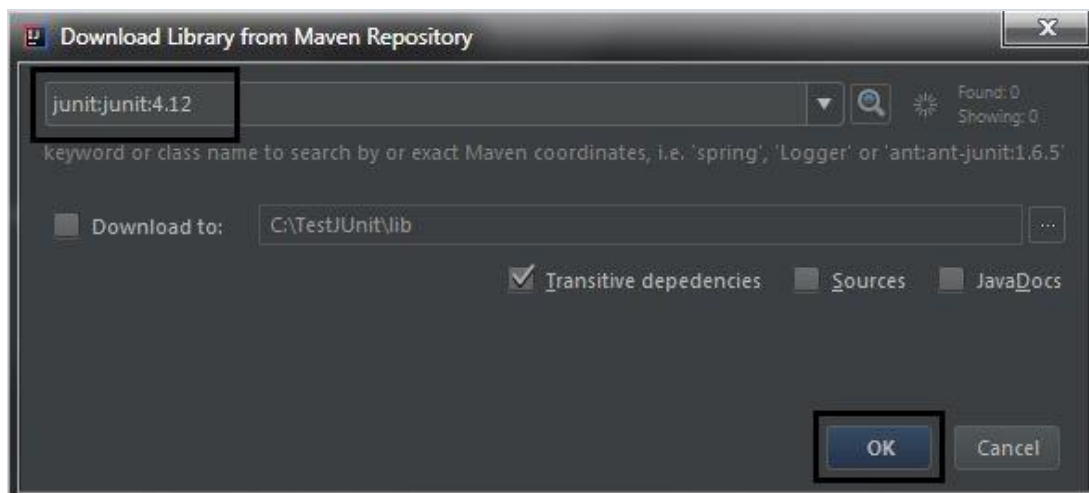 Download Library from Maven Repository
X
junit:junit:4.12
Found: 0
Showing: 0
keyword or class name to search by or exact Maven coordinates, i.e. 'spring', 'Logger' or 'ant:ant-junit:1.6.5'
Download to:
C:\TestJUnit\lib
...
Transitive depedencies
Sources
JavaDocs
OK
Cancel